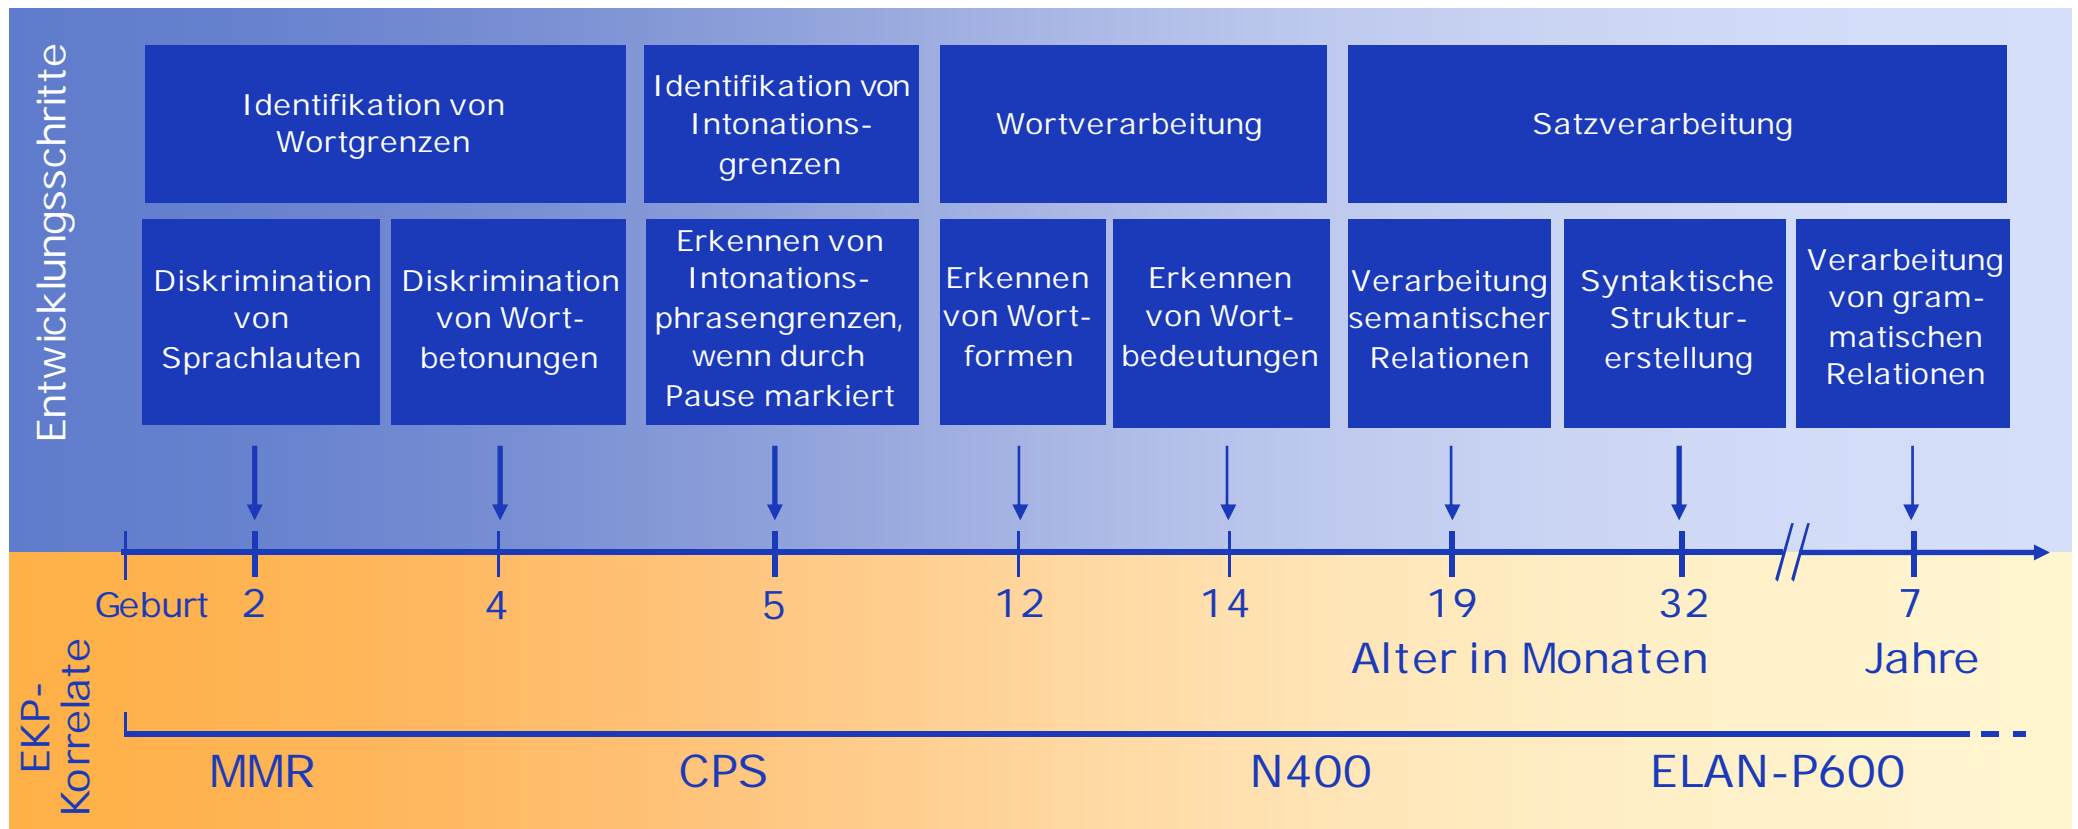 Entwicklungsschritte
Identifikation von
Wortgrenzen
Identifikation von
Intonations-
grenzen
Wortverarbeitung
Satzverarbeitung
Diskrimination
von
Sprachlauten
Diskrimination
von Wort-
betonungen
Erkennen von
Intonations-
phrasengrenzen,
wenn durch
Pause markiert
Erkennen
von Wort-
formen
Erkennen
von Wort-
bedeutungen
Verarbeitung
semantischer
Relationen
Syntaktische
Struktur-
erstellung
Verarbeitung
von gram-
matischen
Relationen
Geburt 2 4 5 12 14 19 32 7
Alter in Monaten Jahre
EKP-
Korrelate
MMR CPS N400 ELAN-P600